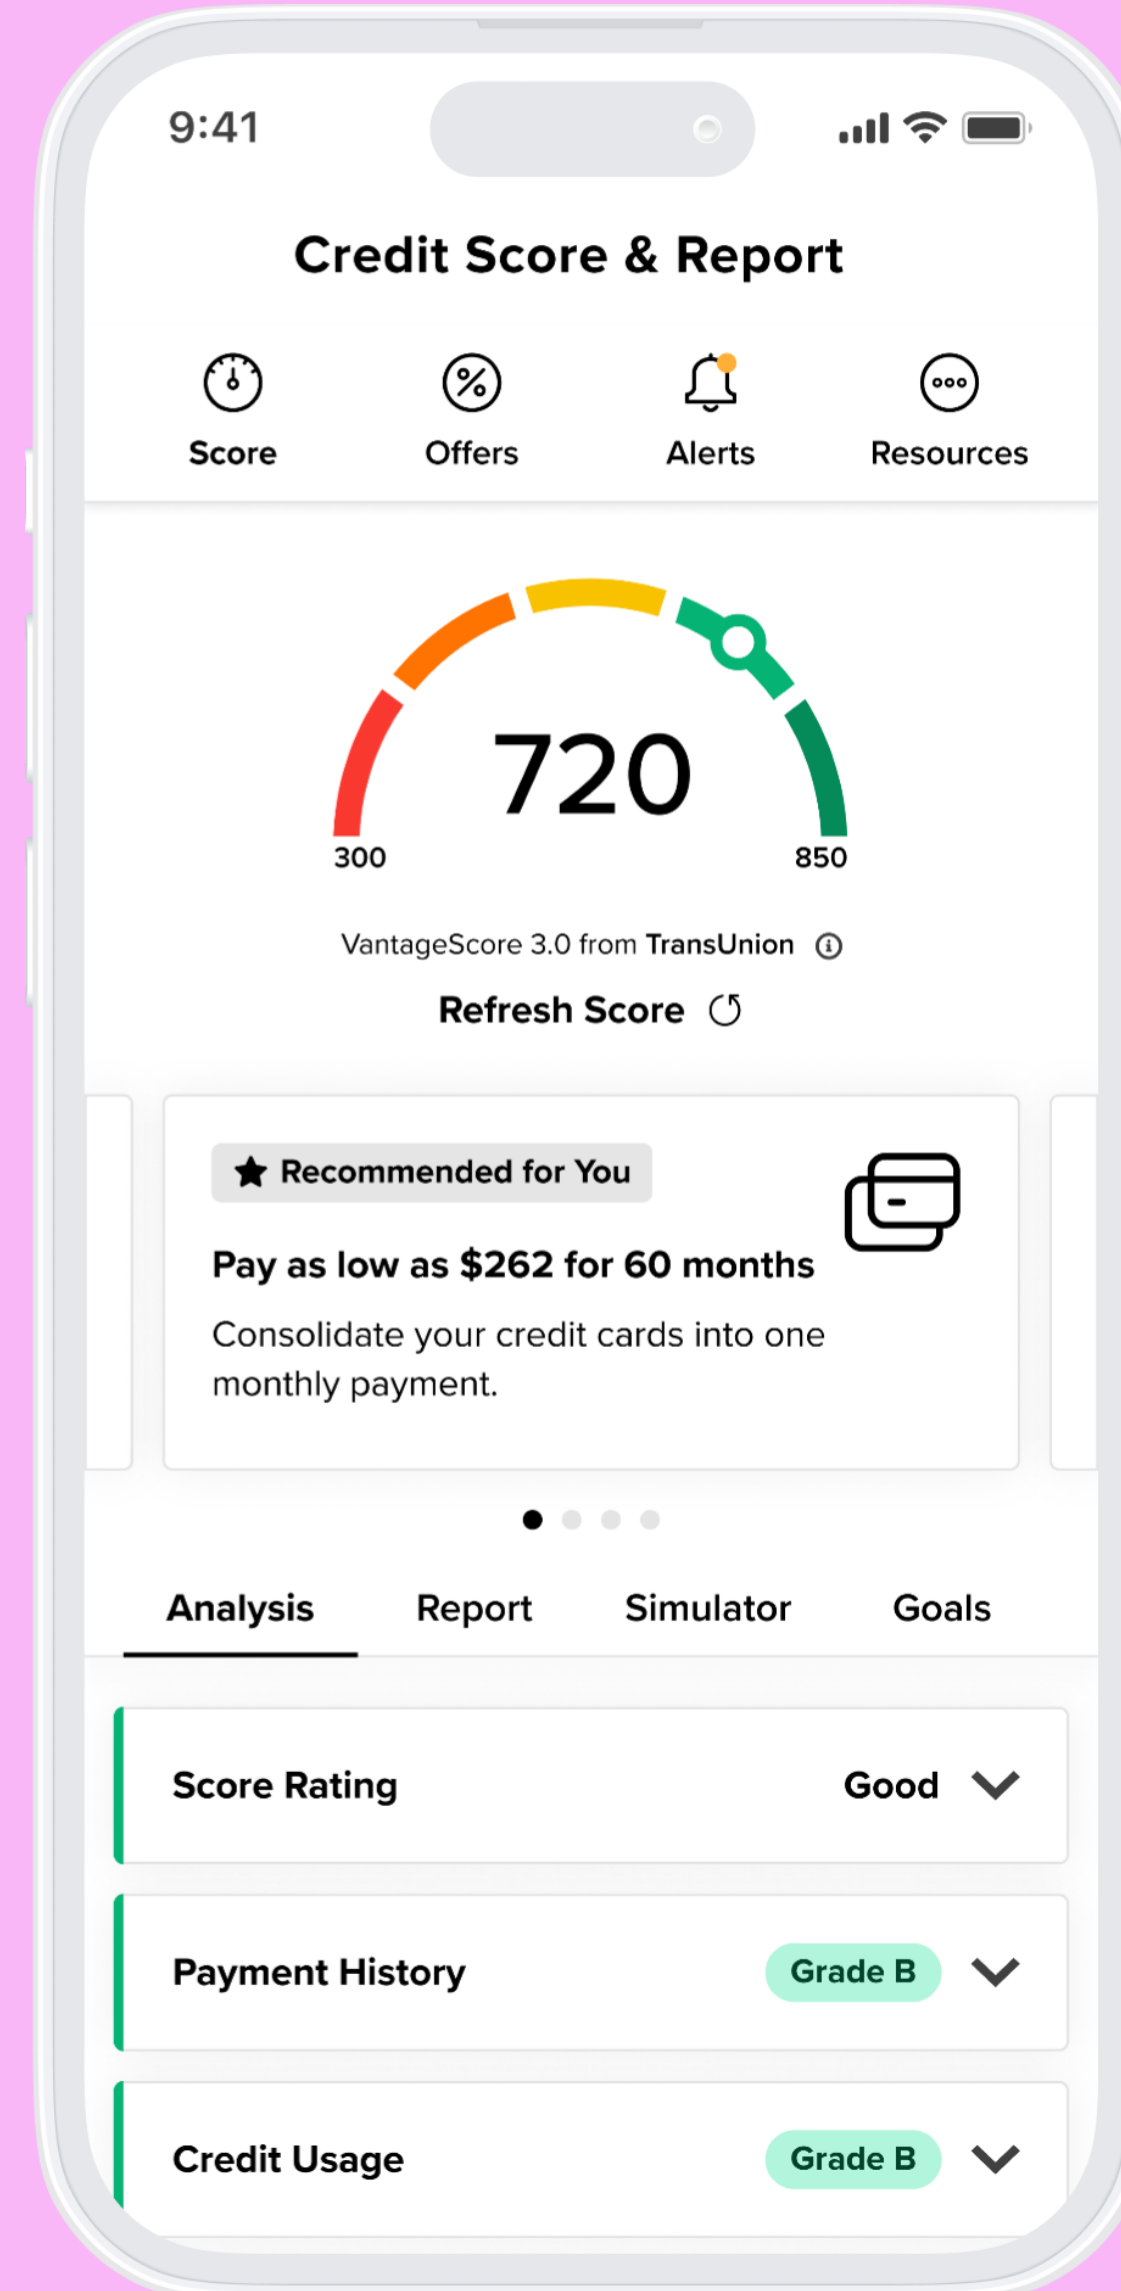 9:41
Credit Score & Report
Score Offers Alerts Resources
720
300 850
VantageScore 3.0 from TransUnion
Refresh Score
Recommended for You
Pay as low as $262 for 60 months
Consolidate your credit cards into one
monthly payment.
Analysis Report Simulator Goals
Score Rating Good
Payment History Grade B
Credit Usage Grade B